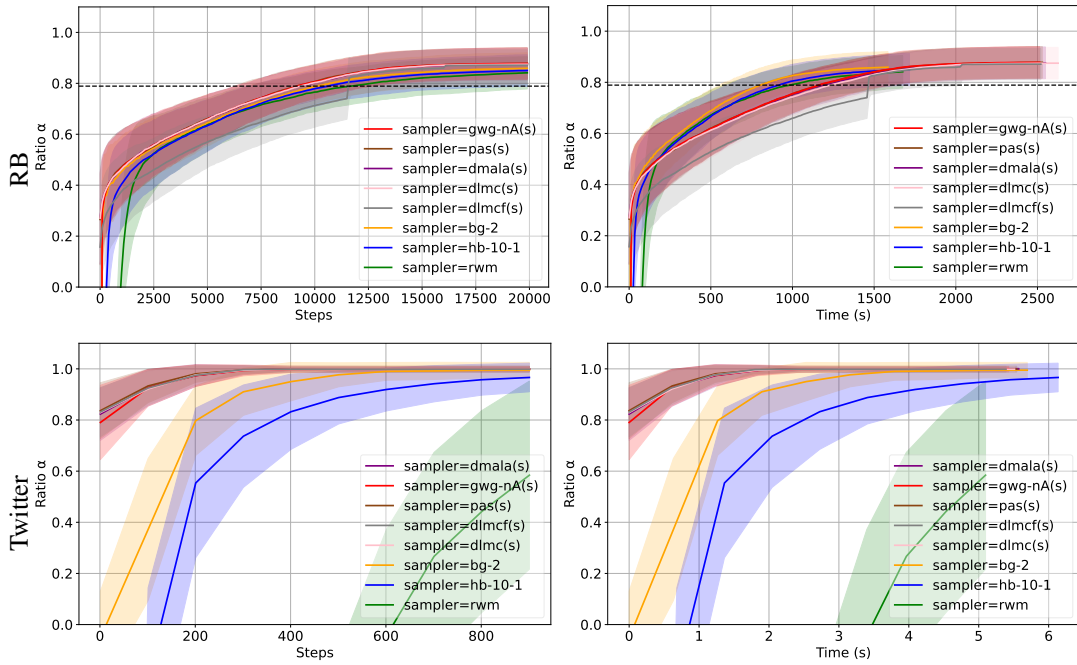 RB
Ratio α
1.0
0.8
0.6
0.4
0.2
0.0
sampler=gwg-nA(s)
sampler=pas(s)
sampler=dmala(s)
sampler=dlmc(s)
sampler=dlmcf(s)
sampler=bg-2
sampler=hb-10-1
sampler=rwm
0 2500 5000 7500 10000 12500 15000 17500 20000
Steps
Ratio α
1.0
0.8
0.6
0.4
0.2
0.0
sampler=gwg-nA(s)
sampler=pas(s)
sampler=dmala(s)
sampler=dlmc(s)
sampler=dlmcf(s)
sampler=bg-2
sampler=hb-10-1
sampler=rwm
0 500 1000 1500 2000 2500
Time (s)
Twitter
Ratio α
1.0
0.8
0.6
0.4
0.2
0.0
sampler=dmala(s)
sampler=gwg-nA(s)
sampler=pas(s)
sampler=dlmcf(s)
sampler=dlmc(s)
sampler=bg-2
sampler=hb-10-1
sampler=rwm
0 200 400 600 800
Steps
Ratio α
1.0
0.8
0.6
0.4
0.2
0.0
sampler=dmala(s)
sampler=gwg-nA(s)
sampler=pas(s)
sampler=dlmcf(s)
sampler=dlmc(s)
sampler=bg-2
sampler=hb-10-1
sampler=rwm
0 1 2 3 4 5 6
Time (s)